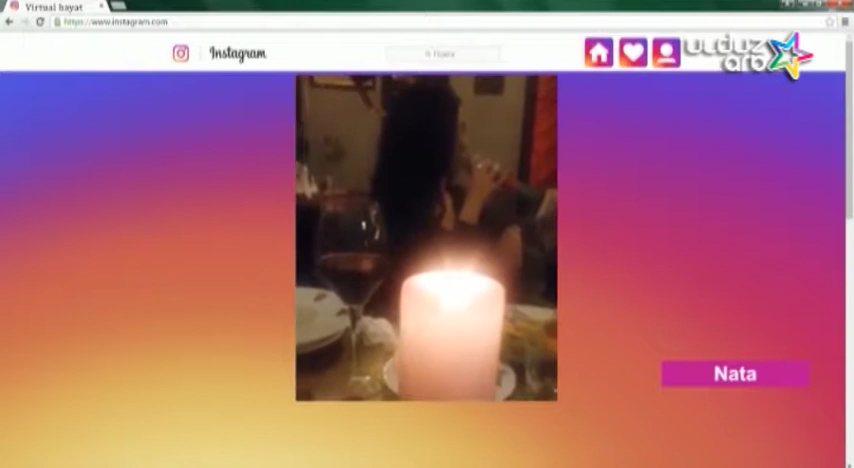 Virtual hayat
https://www.instagram.com
Instagram
ulduz
arb
Nata